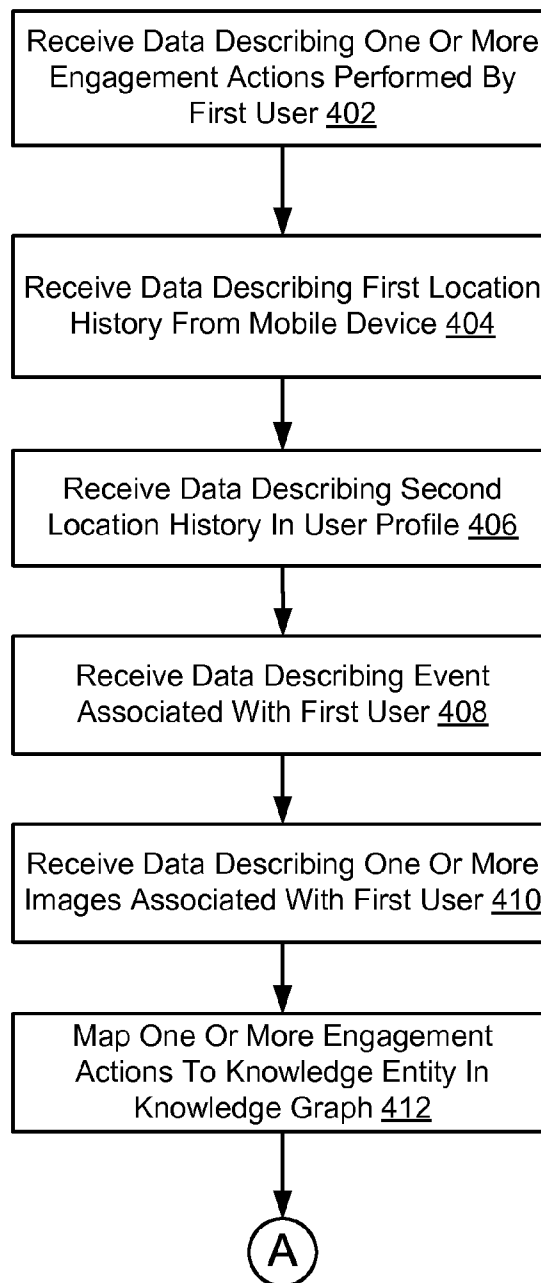 Receive Data Describing One Or More
Engagement Actions Performed By
First User 402
Receive Data Describing First Location
History From Mobile Device 404
Receive Data Describing Second
Location History In User Profile 406
Receive Data Describing Event
Associated With First User 408
Receive Data Describing One Or More
Images Associated With First User 410
Map One Or More Engagement
Actions To Knowledge Entity In
Knowledge Graph 412
A